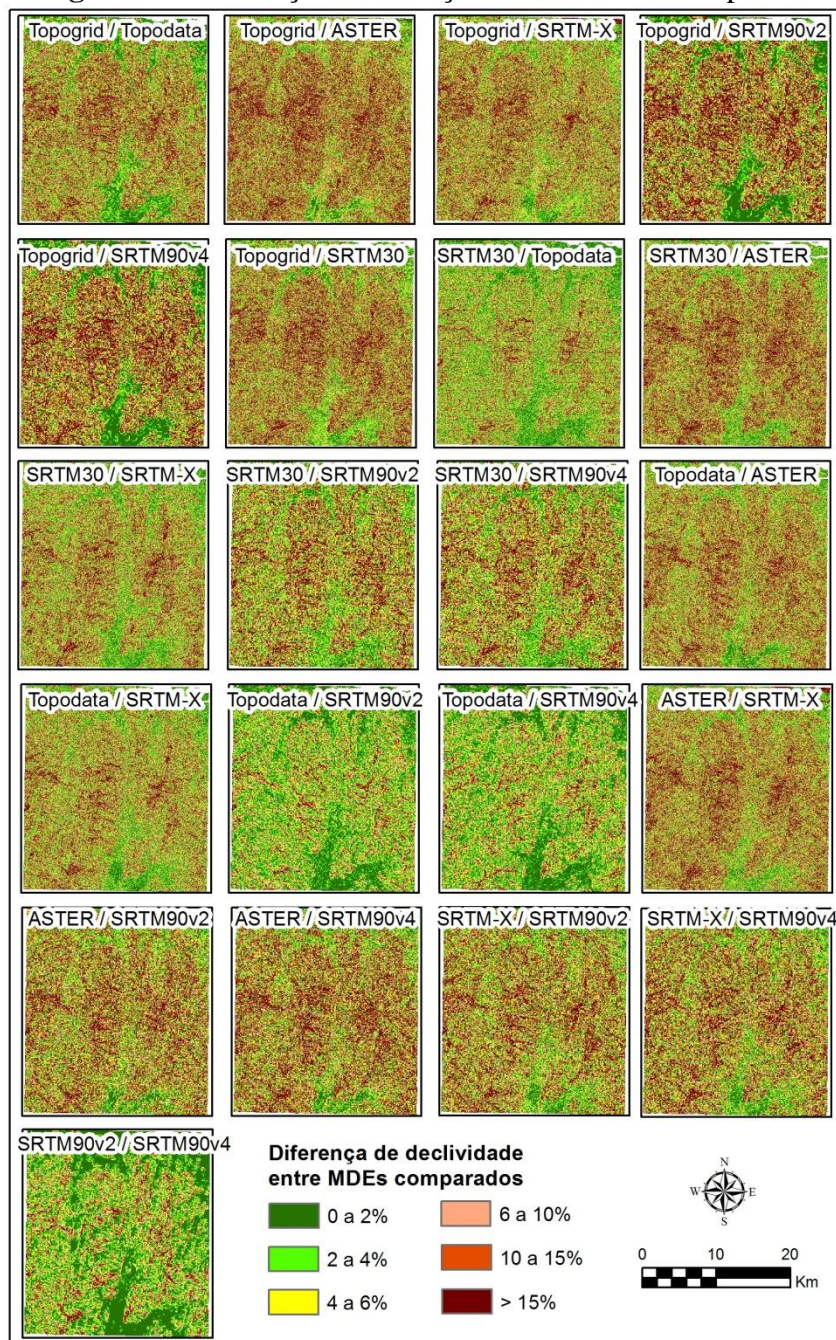 Topogrid / Topodata
Topogrid / ASTER
Topogrid / SRTM-X
Topogrid / SRTM90v2
Topogrid / SRTM90v4
Topogrid / SRTM30
SRTM30 / Topodata
SRTM30 / ASTER
SRTM30 / SRTM-X
SRTM30 / SRTM90v2
SRTM30 / SRTM90v4
Topodata / ASTER
Topodata / SRTM-X
Topodata / SRTM90v2
Topodata / SRTM90v4
ASTER / SRTM-X
ASTER / SRTM90v2
ASTER / SRTM90v4
SRTM-X / SRTM90v2
SRTM-X / SRTM90v4
SRTM90v2 / SRTM90v4
Diferença de declividade
entre MDEs comparados
0 a 2%
6 a 10%
2 a 4%
10 a 15%
4 a 6%
> 15%
N
W E
S
0 10 20
Km